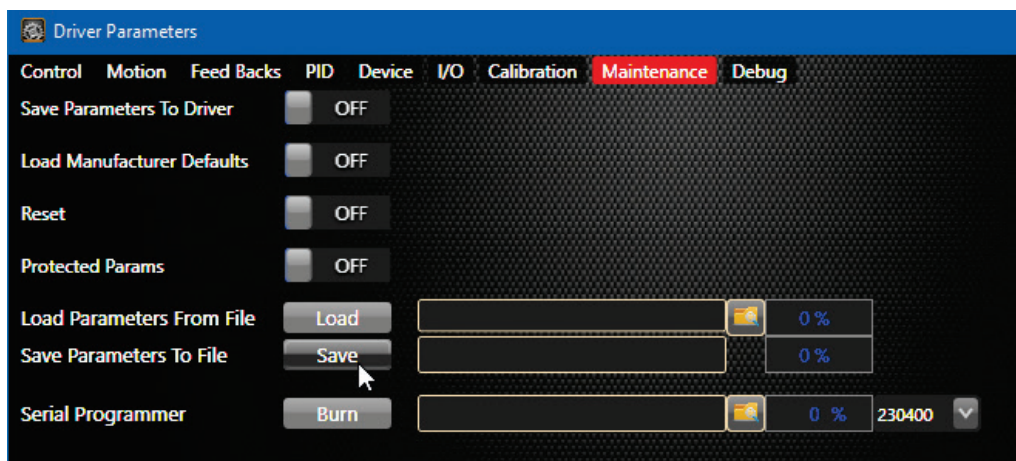 Driver Parameters
Control Motion Feed Backs PID Device I/O Calibration Maintenance Debug
Save Parameters To Driver OFF
Load Manufacturer Defaults OFF
Reset OFF
Protected Params OFF
Load Parameters From File Load 0 %
Save Parameters To File Save 0 %
Serial Programmer Burn 0 % 230400